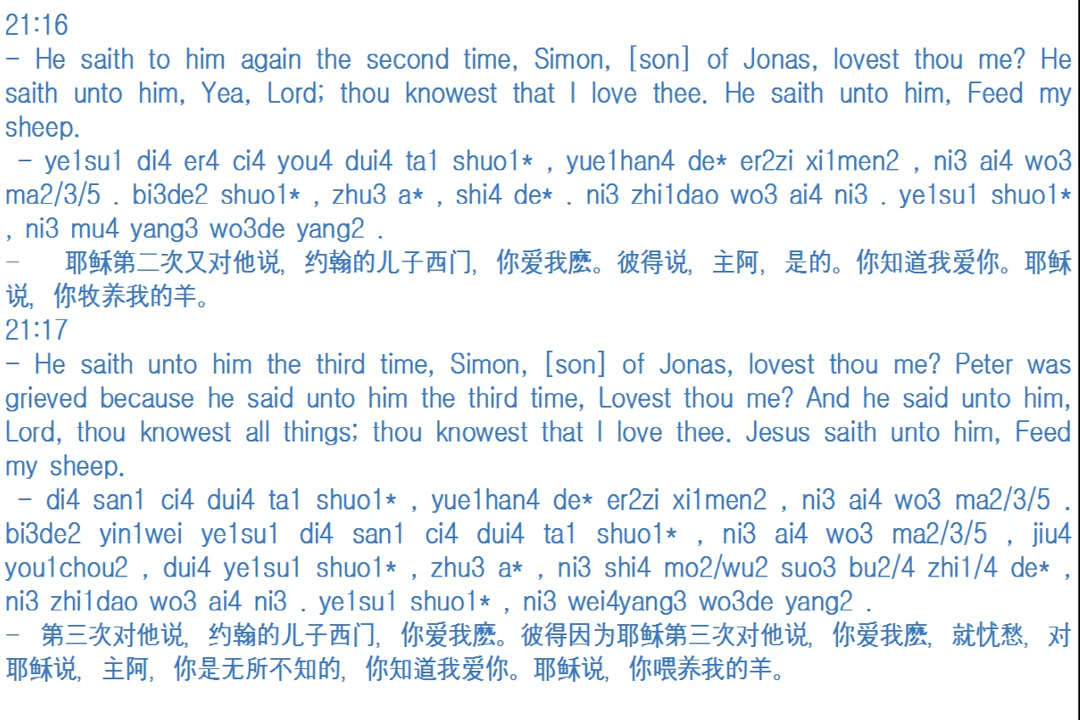 21:16
- He saith to him again the second time, Simon, [son] of Jonas, lovest thou me? He
saith unto him, Yea, Lord; thou knowest that I love thee. He saith unto him, Feed my
sheep.
- ye1su1 di4 er4 ci4 you4 dui4 ta1 shuo1* , yue1han4 de* er2zi xi1men2 , ni3 ai4 wo3
ma2/3/5 . bi3de2 shuo1* , zhu3 a* , shi4 de* . ni3 zhi1dao wo3 ai4 ni3 . ye1su1 shuo1*
, ni3 mu4 yang3 wo3de yang2 .
- 耶稣第二次又对他说, 约翰的儿子西门, 你爱我麽。彼得说, 主阿, 是的。你知道我爱你。耶稣
说, 你牧养我的羊。
21:17
- He saith unto him the third time, Simon, [son] of Jonas, lovest thou me? Peter was
grieved because he said unto him the third time, Lovest thou me? And he said unto him,
Lord, thou knowest all things; thou knowest that I love thee. Jesus saith unto him, Feed
my sheep.
- di4 san1 ci4 dui4 ta1 shuo1* , yue1han4 de* er2zi xi1men2 , ni3 ai4 wo3 ma2/3/5 .
bi3de2 yin1wei ye1su1 di4 san1 ci4 dui4 ta1 shuo1* , ni3 ai4 wo3 ma2/3/5 , jiu4
you1chou2 , dui4 ye1su1 shuo1* , zhu3 a* , ni3 shi4 mo2/wu2 suo3 bu2/4 zhi1/4 de* ,
ni3 zhi1dao wo3 ai4 ni3 . ye1su1 shuo1* , ni3 wei4yang3 wo3de yang2 .
- 第三次对他说, 约翰的儿子西门, 你爱我麽。彼得因为耶稣第三次对他说, 你爱我麽, 就忧愁, 对
耶稣说, 主阿, 你是无所不知的, 你知道我爱你。耶稣说, 你喂养我的羊。